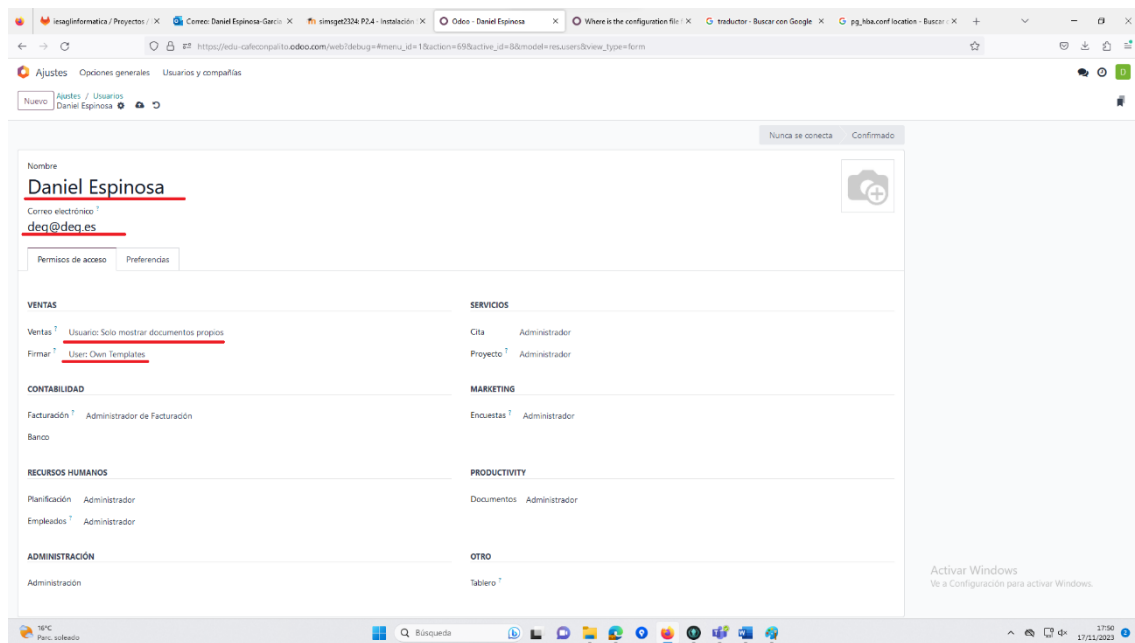 iesaglinformatica / Proyectos /
Correo: Daniel Espinosa-Garcia
simsget2324: P2.4 - Instalación
Odoo - Daniel Espinosa
Where is the configuration file
traductor - Buscar con Google
pg_hba.conf location - Buscar
https://edu-cafeconpalito.odoo.com/web?debug=#menu_id=1&action=69&active_id=8&model=res.users&view_type=form
Ajustes Opciones generales Usuarios y compañías
D
Nuevo
Ajustes / Usuarios
Daniel Espinosa
Nunca se conecta Confirmado
Nombre
Daniel Espinosa
Correo electrónico ?
deg@deg.es
Permisos de acceso Preferencias
VENTAS SERVICIOS
Ventas ? Usuario: Solo mostrar documentos propios Cita Administrador
Firmar ? User: Own Templates Proyecto ? Administrador
CONTABILIDAD MARKETING
Facturación ? Administrador de Facturación Encuestas ? Administrador
Banco
RECURSOS HUMANOS PRODUCTIVITY
Planificación Administrador Documentos Administrador
Empleados ? Administrador
ADMINISTRACIÓN OTRO
Administración Tablero ?
Activar Windows
Ve a Configuración para activar Windows.
16°C
Parc. soleado
Búsqueda
17:50
17/11/2023